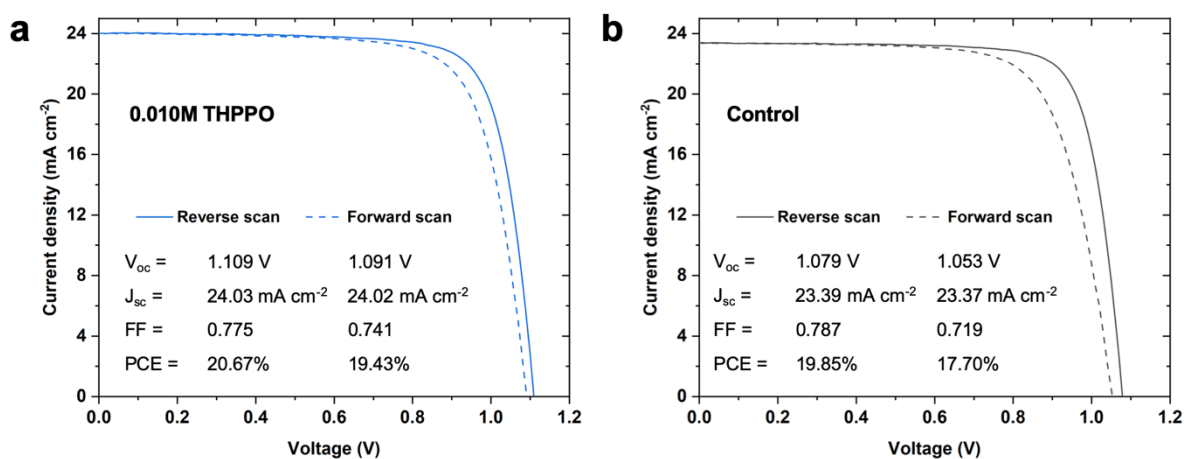 a
24
20
16
12
8
4
0
Current density (mA cm⁻²)
0.010M THPPO
Reverse scan Forward scan
Vₒc = 1.109 V 1.091 V
Jsc = 24.03 mA cm⁻² 24.02 mA cm⁻²
FF = 0.775 0.741
PCE = 20.67% 19.43%
0.0 0.2 0.4 0.6 0.8 1.0 1.2
Voltage (V)
b
24
20
16
12
8
4
0
Current density (mA cm⁻²)
Control
Reverse scan Forward scan
Vₒc = 1.079 V 1.053 V
Jsc = 23.39 mA cm⁻² 23.37 mA cm⁻²
FF = 0.787 0.719
PCE = 19.85% 17.70%
0.0 0.2 0.4 0.6 0.8 1.0 1.2
Voltage (V)